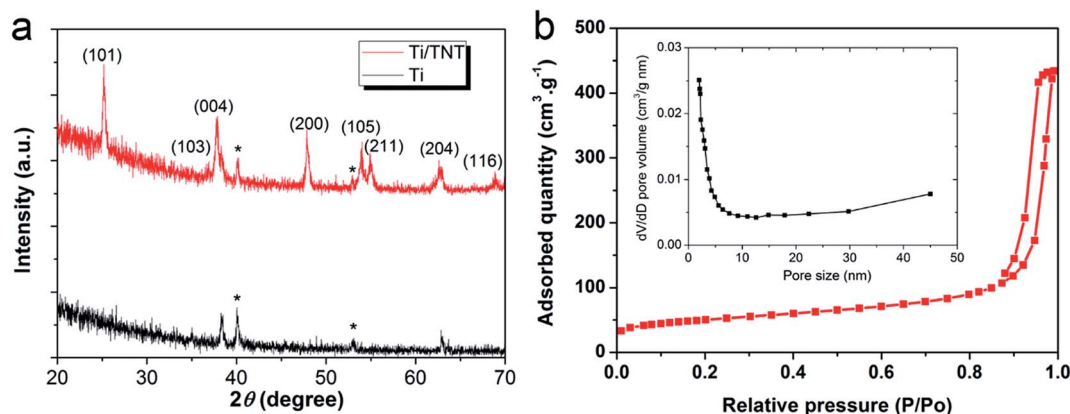 a
Intensity (a.u.)
Ti/TNT
Ti
(101)
(103)
(004)
*
(200)
*
(105)
(211)
(204)
(116)
*
*
20 30 40 50 60 70
2θ (degree)
b
Adsorbed quantity (cm³.g⁻¹)
500
400
300
200
100
0
0.0 0.2 0.4 0.6 0.8 1.0
Relative pressure (P/Po)
dV/dD pore volume (cm³/g nm)
0.03
0.02
0.01
0.00
0 10 20 30 40 50
Pore size (nm)